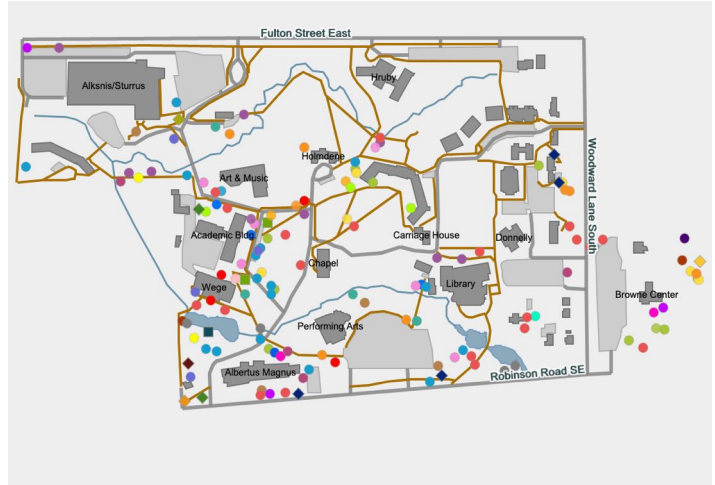 Fulton Street East
Hruby
Alksnis/Sturrus
Holmdene
Art & Music
Woodward Lane South
Academic Bldg
Carriage House
Donnelly
Chapel
Wege
Library
Browne Center
Performing Arts
Albertus Magnus
Robinson Road SE